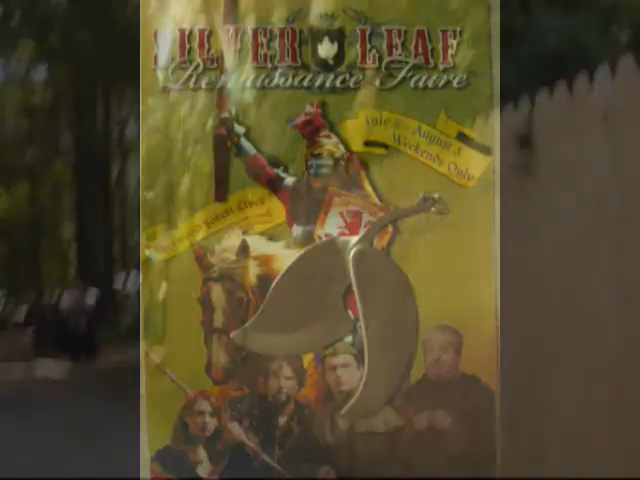 SILVER LEAF
Renaissance Faire
July 5 - August 3
Weekends Only